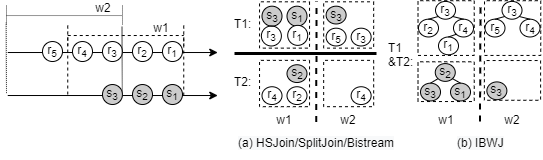 w2
w1
r5 r4 r3 r2 r1
s3 s2 s1
T1:
s3 s1
r3 r1
s3
r5 r3
T2:
s2
r4 r2
r4
w1 w2
(a) HSJoin/SplitJoin/Bistream
T1
&T2:
r3
r2 r4
r1
r3
r5 r4
s2
s3 s1
s3
w1 w2
(b) IBWJ